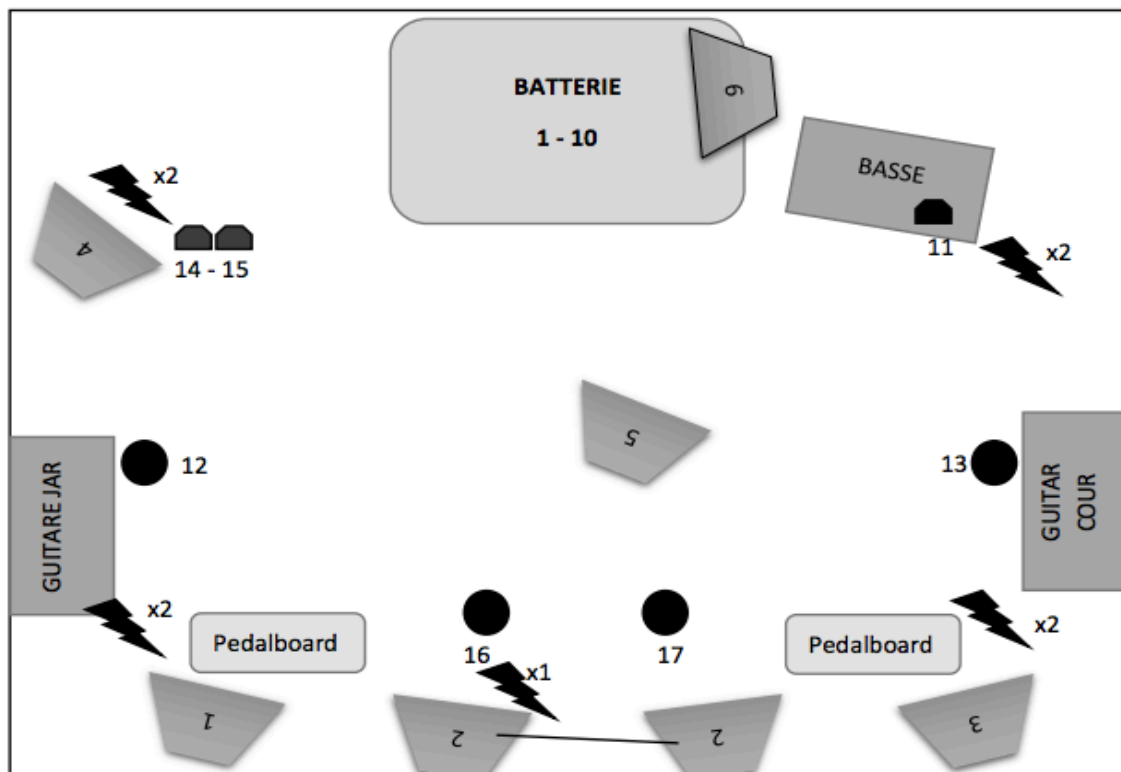 BATTERIE
1 - 10
6
BASSE
11
x2
x2
4
14 - 15
5
GUITARE JAR
12
13
GUITAR
COUR
x2
Pedalboard
16
x1
17
Pedalboard
x2
1
2
2
3